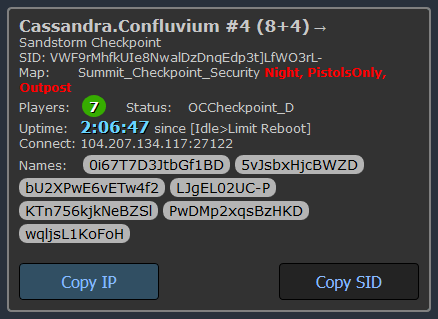 Cassandra.Confluvium #4 (8+4)→
Sandstorm Checkpoint
SID: VWF9rMhfkUIe8NwalDzDnqEdp3t]LfWO3rL-
Map: Summit_Checkpoint_Security Night, PistolsOnly,
Outpost
Players: 7 Status: OCCheckpoint_D
Uptime: 2:06:47 since [Idle>Limit Reboot]
Connect: 104.207.134.117:27122
Names: 0i67T7D3JtbGf1BD 5vJsbxHjcBWZD
bU2XPwE6vETw4f2 LJgEL02UC-P
KTn756kjkNeBZSl PwDMp2xqsBzHKD
wqljsL1KoFoH
Copy IP Copy SID